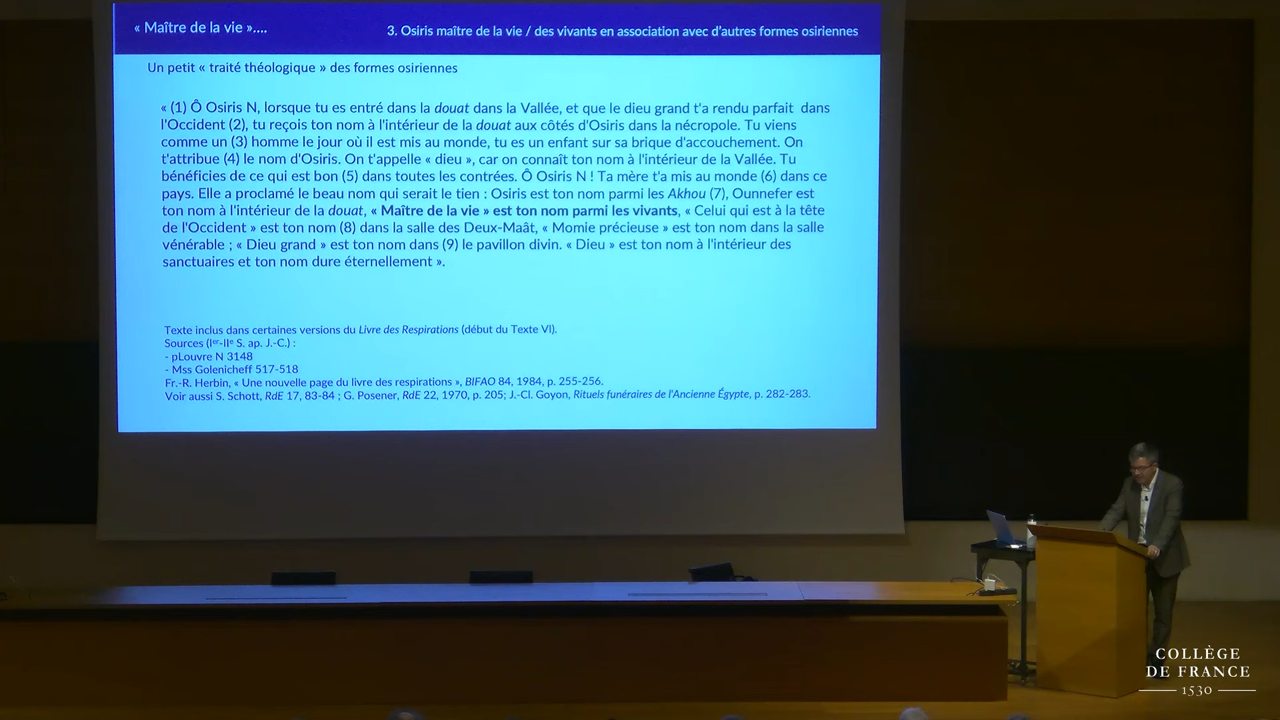 « Maître de la vie »....
3. Osiris maître de la vie / des vivants en association avec d'autres formes osiriennes
Un petit « traité théologique » des formes osiriennes
« (1) Ô Osiris N, lorsque tu es entré dans la douat dans la Vallée, et que le dieu grand t'a rendu parfait dans
l'Occident (2), tu reçois ton nom à l'intérieur de la douat aux côtés d'Osiris dans la nécropole. Tu viens
comme un (3) homme le jour où il est mis au monde, tu es un enfant sur sa brique d'accouchement. On
t'attribue (4) le nom d'Osiris. On t'appelle « dieu », car on connaît ton nom à l'intérieur de la Vallée. Tu
bénéficies de ce qui est bon (5) dans toutes les contrées. Ô Osiris N ! Ta mère t'a mis au monde (6) dans ce
pays. Elle a proclamé le beau nom qui serait le tien : Osiris est ton nom parmi les Akhou (7), Ounnefer est
ton nom à l'intérieur de la douat, « Maître de la vie » est ton nom parmi les vivants, « Celui qui est à la tête
de l'Occident » est ton nom (8) dans la salle des Deux-Maât, « Momie précieuse » est ton nom dans la salle
vénérable ; « Dieu grand » est ton nom dans (9) le pavillon divin. « Dieu » est ton nom à l'intérieur des
sanctuaires et ton nom dure éternellement ».
Texte inclus dans certaines versions du Livre des Respirations (début du Texte VI).
Sources (Ier-IIe S. ap. J.-C.) :
- pLouvre N 3148
- Mss Golenicheff 517-518
Fr.-R. Herbin, « Une nouvelle page du livre des respirations », BIFAO 84, 1984, p. 255-256.
Voir aussi S. Schott, RdE 17, 83-84 ; G. Posener, RdE 22, 1970, p. 205; J.-Cl. Goyon, Rituels funéraires de l'Ancienne Égypte, p. 282-283.
COLLÈGE
DE FRANCE
1530